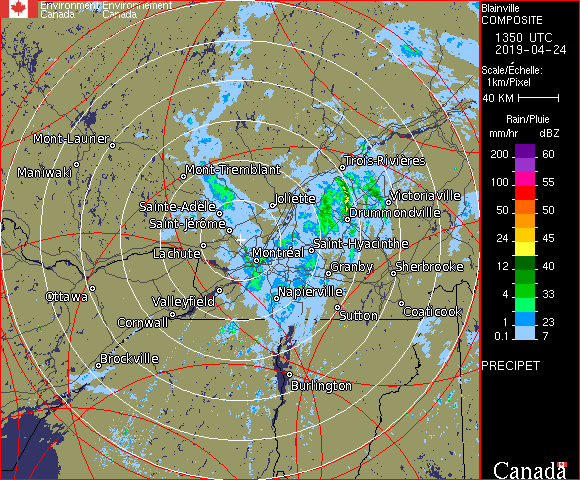 Environment Environnement
Canada Canada
Blainville
COMPOSITE
1350 UTC
2019-04-24
Scale/Échelle:
1km/Pixel
40 KM
Rain/Pluie
mm/hr dBZ
200 60
100 55
50 50
24 45
12 40
4 33
1 23
0.1 7
PRECIPET
Canada
Mont-Laurier
Maniwaki
Mont-Tremblant
Trois-Rivières
Victoriaville
Joliette
Sainte-Adèle
Drummondville
Saint-Jérôme
Saint-Hyacinthe
Lachute
Montréal
Granby
Sherbrooke
Ottawa
Valleyfield
Napierville
Coaticook
Cornwall
Sutton
Brockville
Burlington